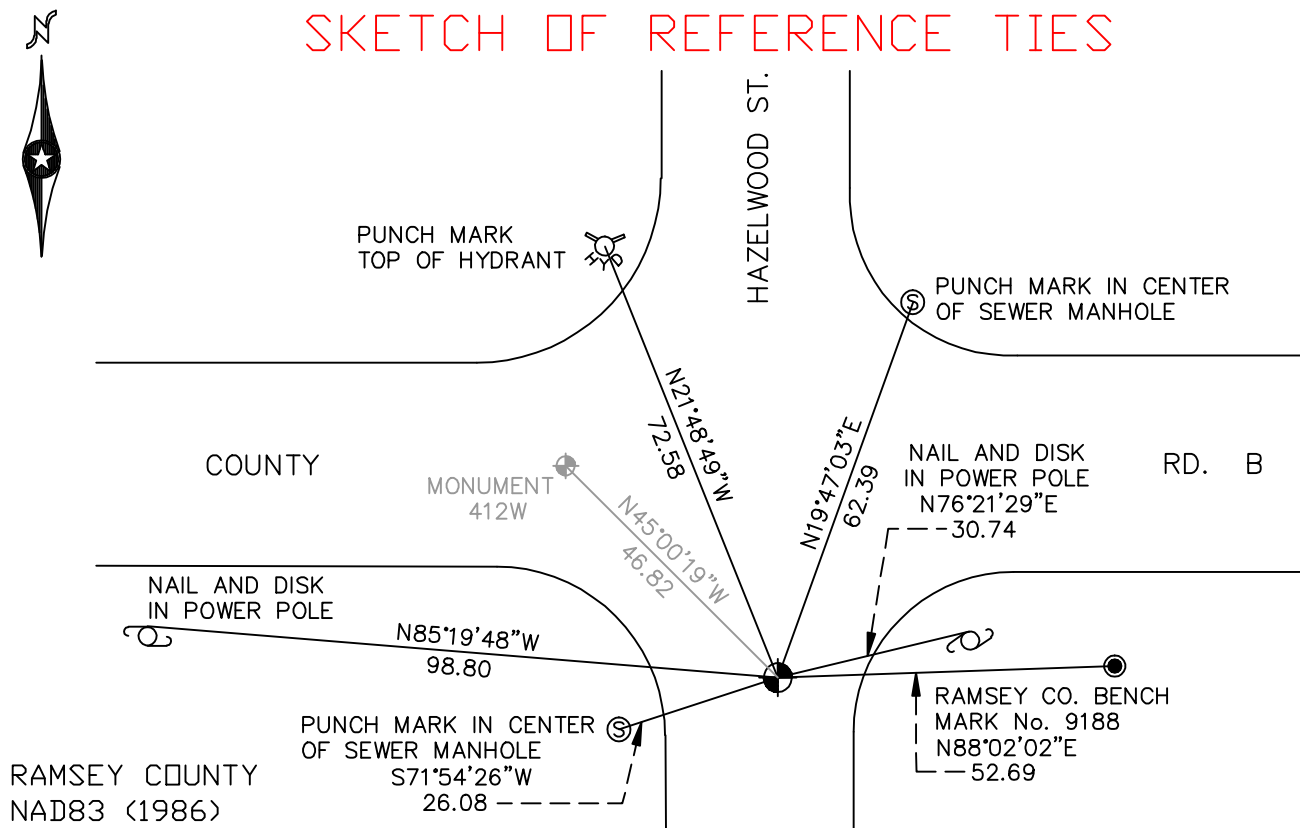 N
SKETCH OF REFERENCE TIES
HAZELWOOD ST.
PUNCH MARK
TOP OF HYDRANT
HYD
S
PUNCH MARK IN CENTER
OF SEWER MANHOLE
N21°48'49"W
72.58
N19°47'03"E
62.39
COUNTY
RD. B
MONUMENT
412W
N45°00'19"W
46.82
NAIL AND DISK
IN POWER POLE
N76°21'29"E
30.74
NAIL AND DISK
IN POWER POLE
N85°19'48"W
98.80
PUNCH MARK IN CENTER
OF SEWER MANHOLE
S71°54'26"W
26.08
S
RAMSEY CO. BENCH
MARK No. 9188
N88°02'02"E
52.69
RAMSEY COUNTY
NAD83 (1986)